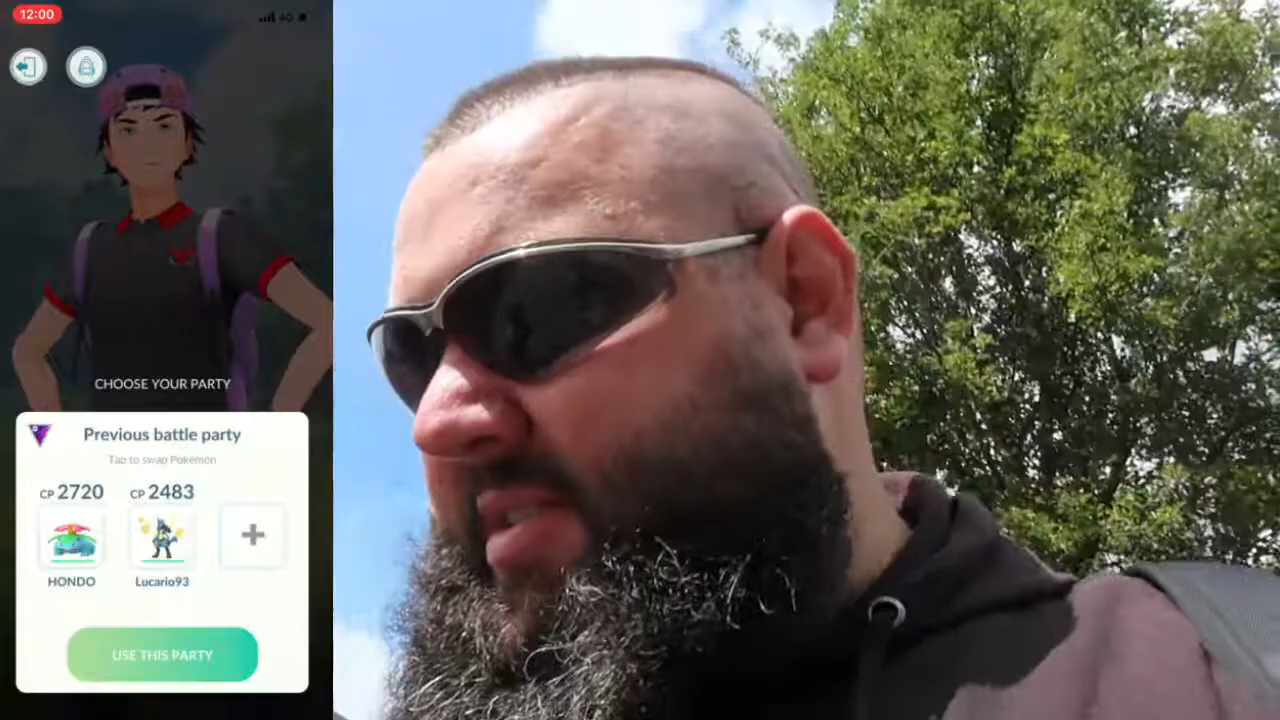 12:00
4G
CHOOSE YOUR PARTY
Previous battle party
Tap to swap Pokémon
CP 2720 CP 2483
HONDO Lucario93
USE THIS PARTY